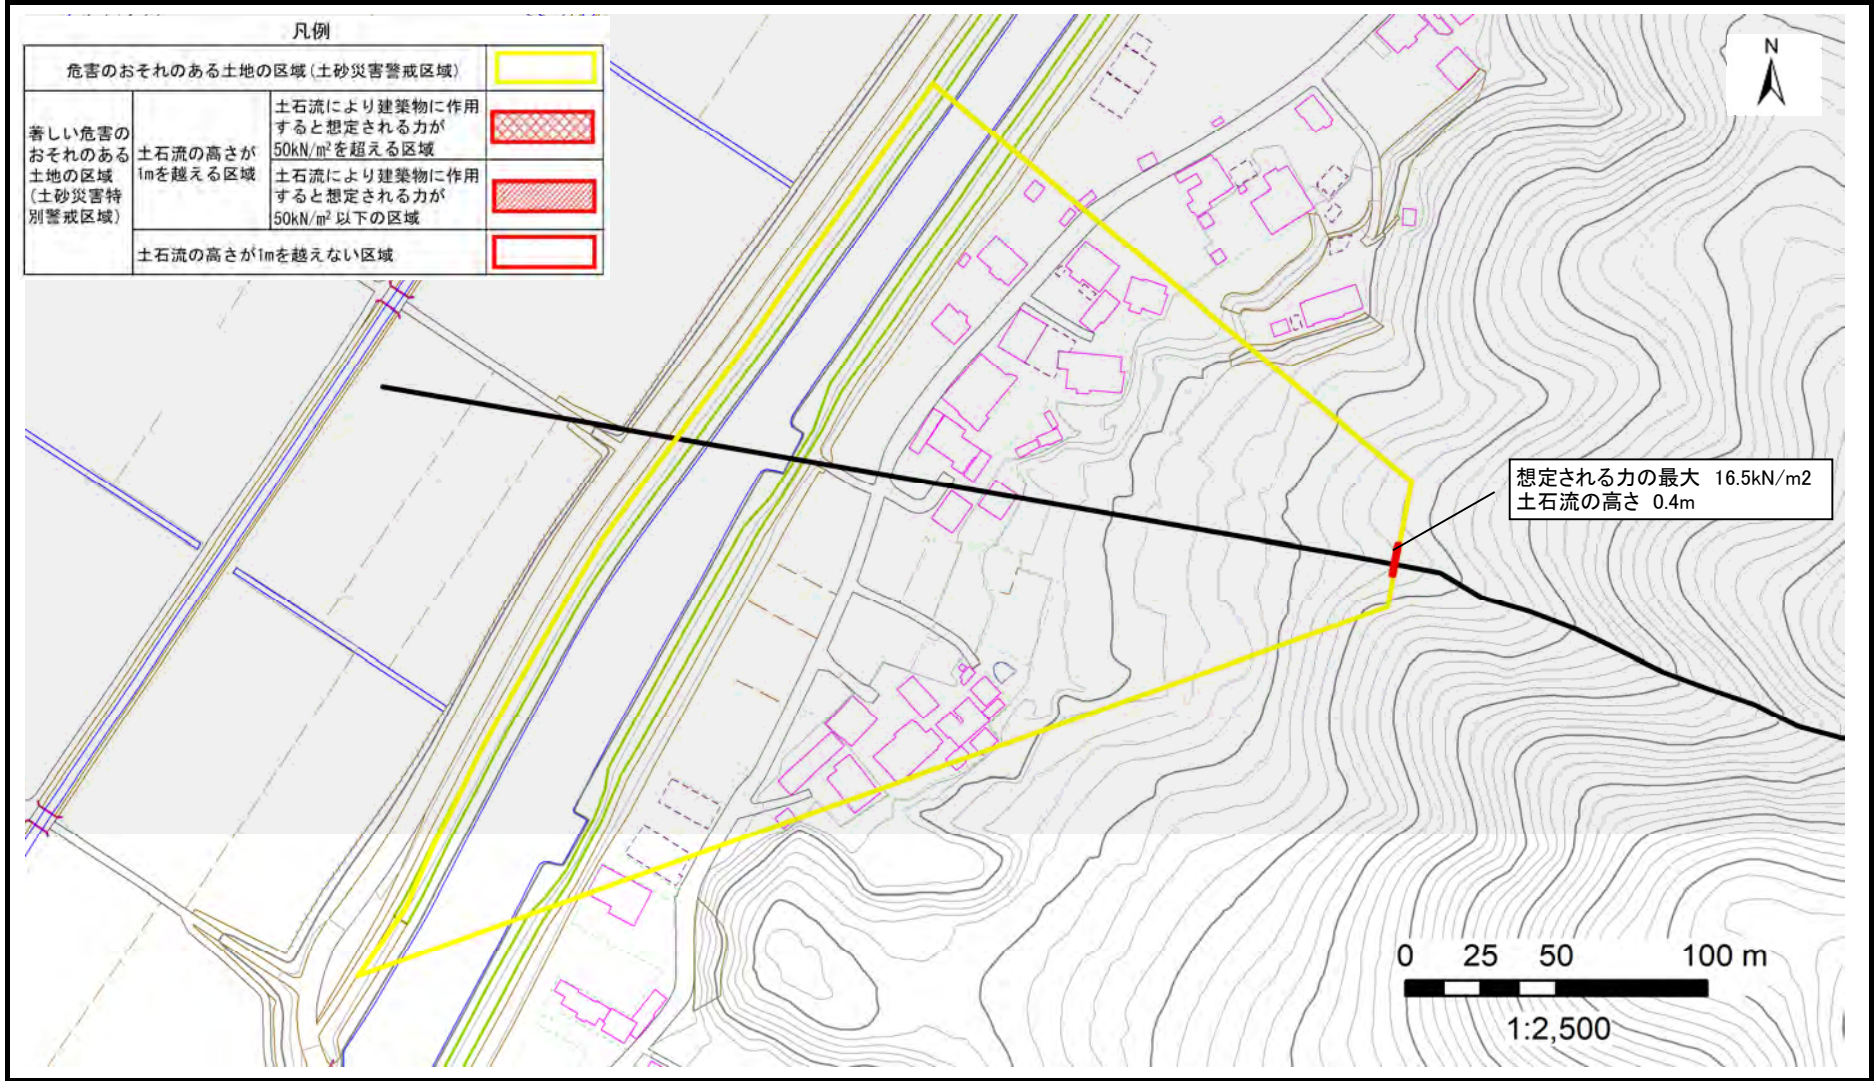 凡例
危害のおそれのある土地の区域(土砂災害警戒区域)
著しい危害の
おそれのある
土地の区域
(土砂災害特
別警戒区域)
土石流の高さが
1mを越える区域
土石流により建築物に作用
すると想定される力が
50kN/m²を超える区域
土石流により建築物に作用
すると想定される力が
50kN/m² 以下の区域
土石流の高さが1mを越えない区域
N
想定される力の最大 16.5kN/m2
土石流の高さ 0.4m
0 25 50 100 m
1:2,500